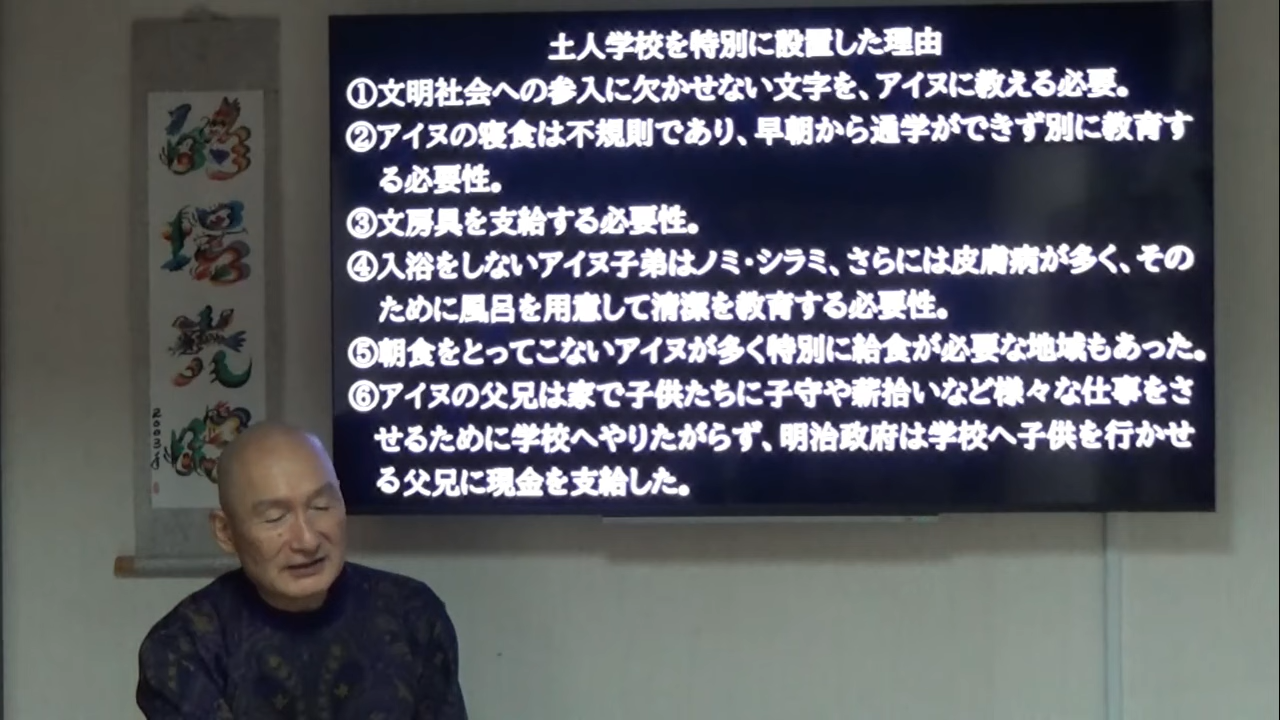 土人学校を特別に設置した理由
①文明社会への参入に欠かせない文字を、アイヌに教える必要。
②アイヌの寝食は不規則であり、早朝から通学ができず別に教育す
る必要性。
③文房具を支給する必要性。
④入浴をしないアイヌ子弟はノミ・シラミ、さらには皮膚病が多く、その
ために風呂を用意して清潔を教育する必要性。
⑤朝食をとってこないアイヌが多く特別に給食が必要な地域もあった。
⑥アイヌの父兄は家で子供たちに子守や薪拾いなど様々な仕事をさ
せるために学校へやりたがらず、明治政府は学校へ子供を行かせ
る父兄に現金を支給した。